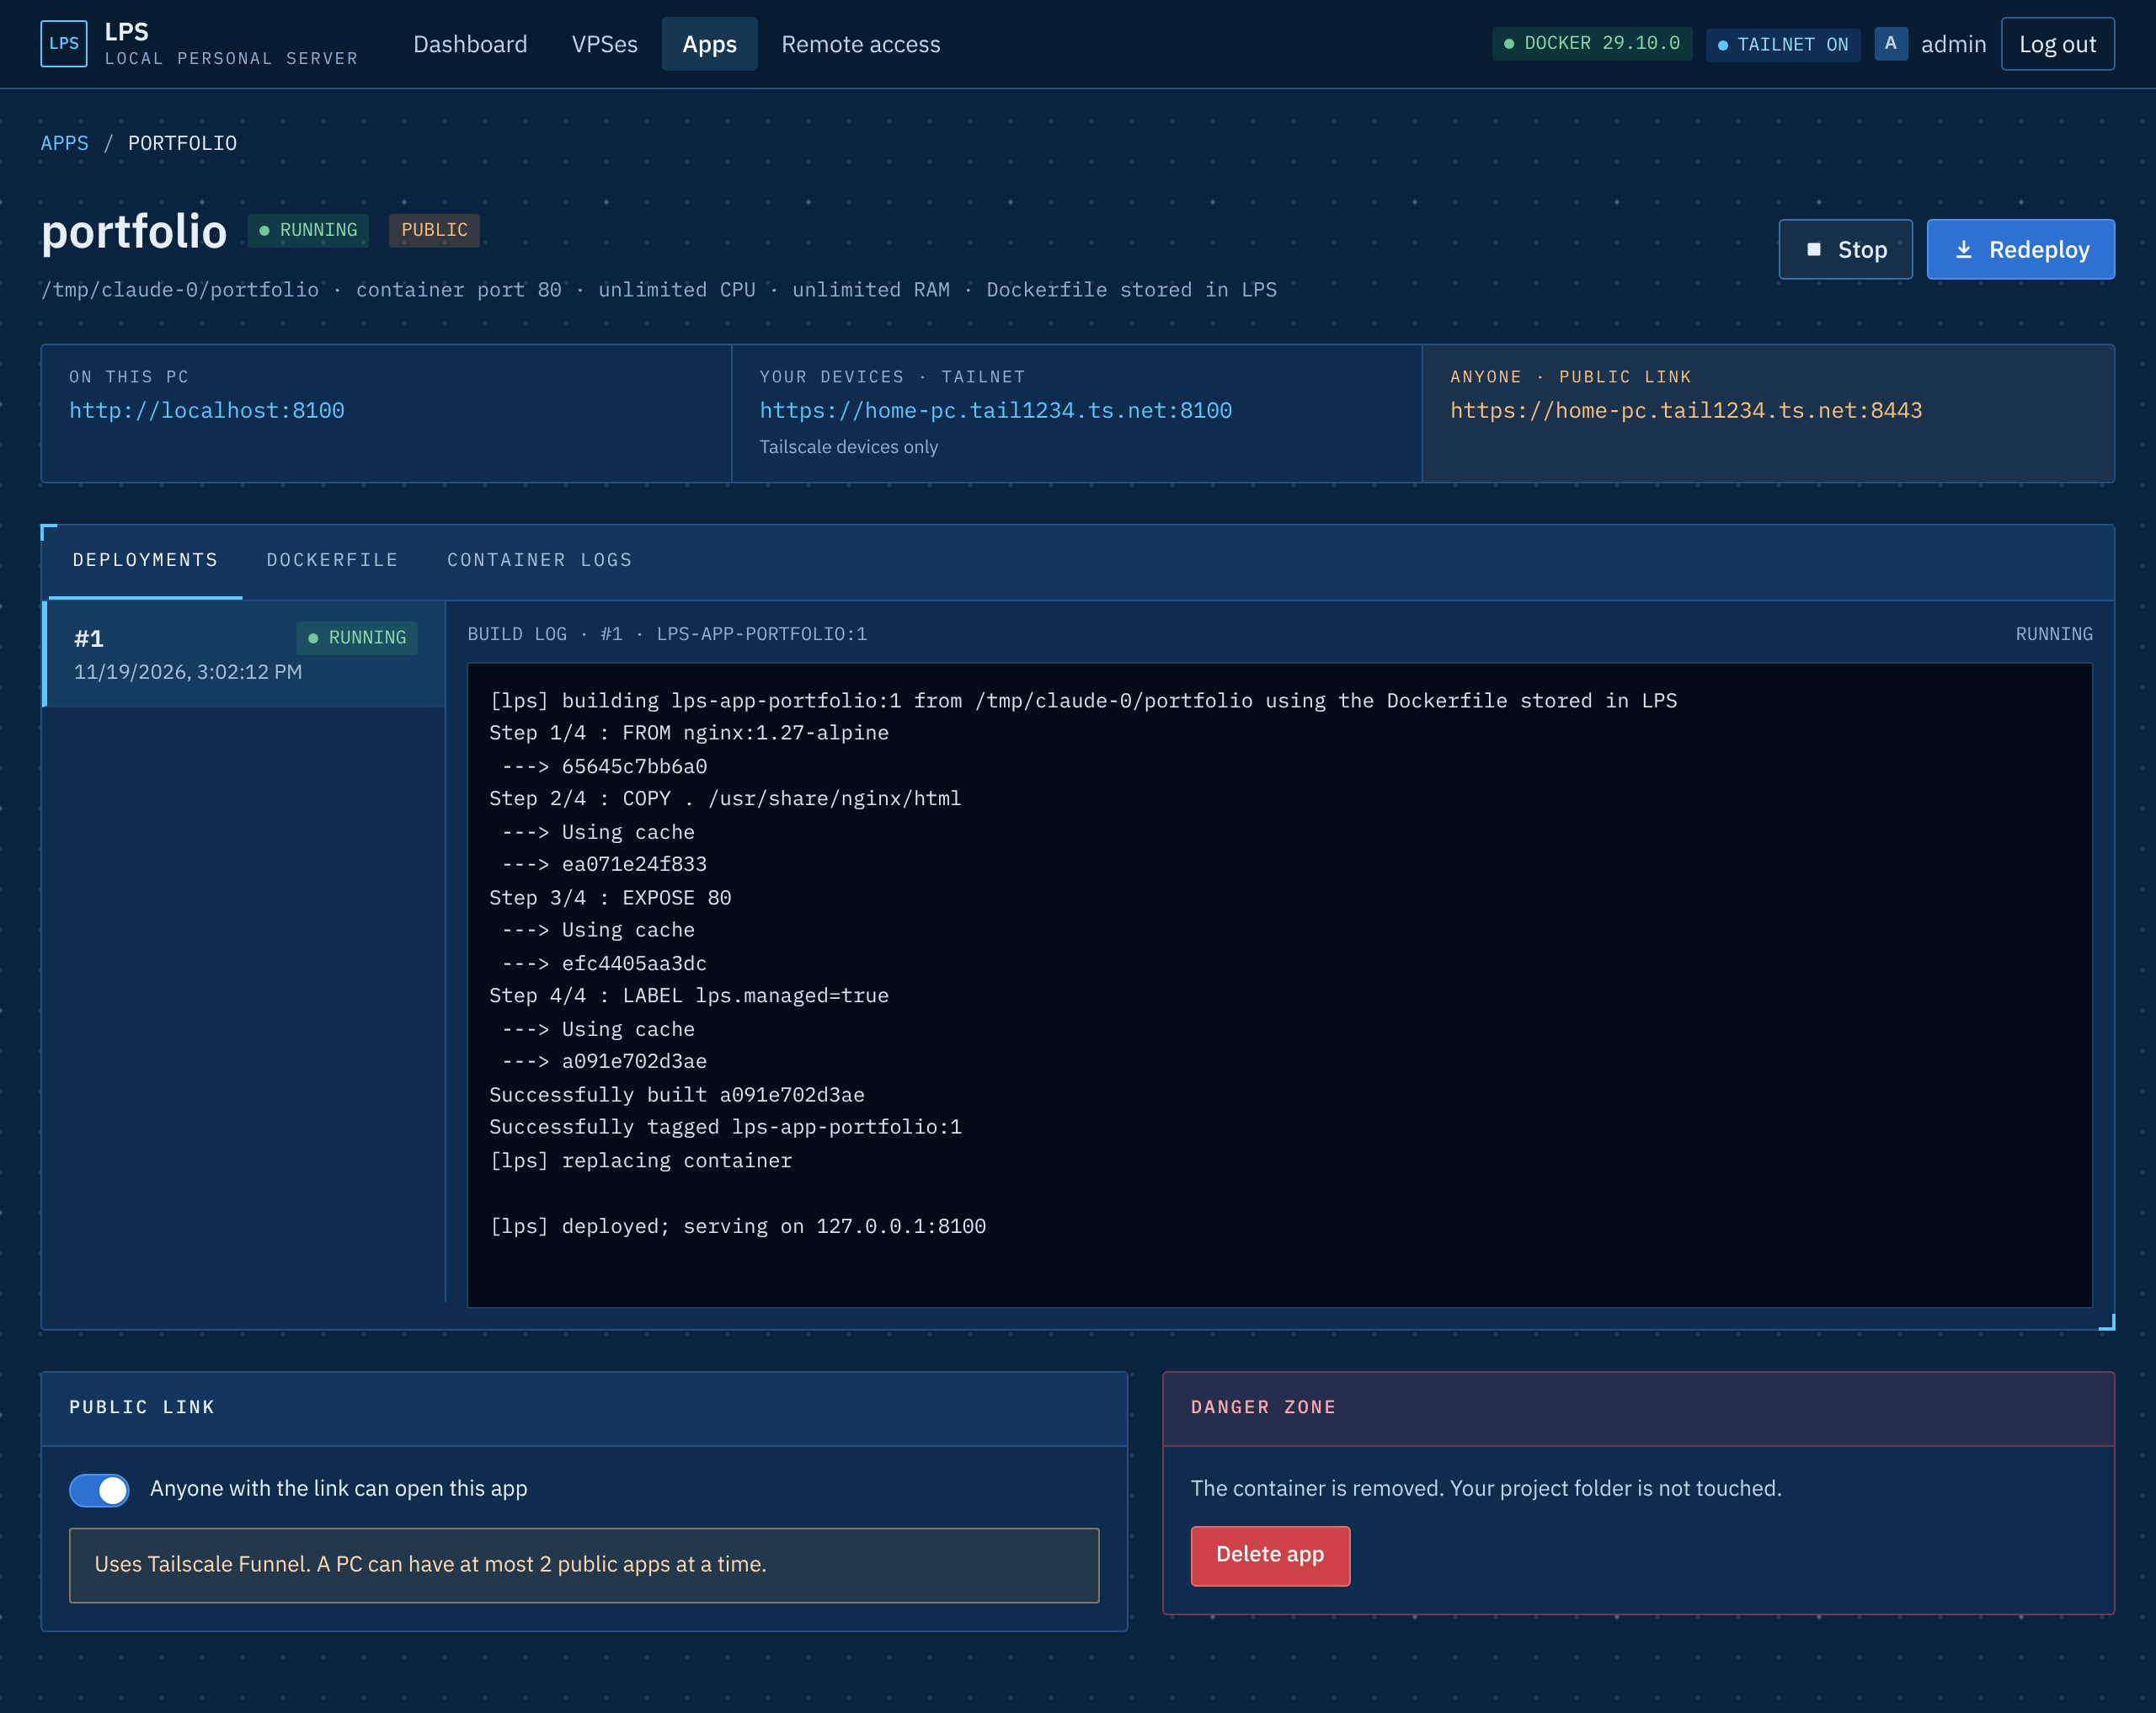 LPS
LPS
LOCAL PERSONAL SERVER
Dashboard
VPSes
Apps
Remote access
DOCKER 29.10.0
TAILNET ON
A
admin
Log out
APPS / PORTFOLIO
portfolio
RUNNING
PUBLIC
Stop
Redeploy
/tmp/claude-0/portfolio · container port 80 · unlimited CPU · unlimited RAM · Dockerfile stored in LPS
ON THIS PC
http://localhost:8100
YOUR DEVICES · TAILNET
https://home-pc.tail1234.ts.net:8100
Tailscale devices only
ANYONE · PUBLIC LINK
https://home-pc.tail1234.ts.net:8443
DEPLOYMENTS
DOCKERFILE
CONTAINER LOGS
#1
RUNNING
11/19/2026, 3:02:12 PM
BUILD LOG · #1 · LPS-APP-PORTFOLIO:1
RUNNING
[lps] building lps-app-portfolio:1 from /tmp/claude-0/portfolio using the Dockerfile stored in LPS
Step 1/4 : FROM nginx:1.27-alpine
---> 65645c7bb6a0
Step 2/4 : COPY . /usr/share/nginx/html
---> Using cache
---> ea071e24f833
Step 3/4 : EXPOSE 80
---> Using cache
---> efc4405aa3dc
Step 4/4 : LABEL lps.managed=true
---> Using cache
---> a091e702d3ae
Successfully built a091e702d3ae
Successfully tagged lps-app-portfolio:1
[lps] replacing container
[lps] deployed; serving on 127.0.0.1:8100
PUBLIC LINK
Anyone with the link can open this app
Uses Tailscale Funnel. A PC can have at most 2 public apps at a time.
DANGER ZONE
The container is removed. Your project folder is not touched.
Delete app